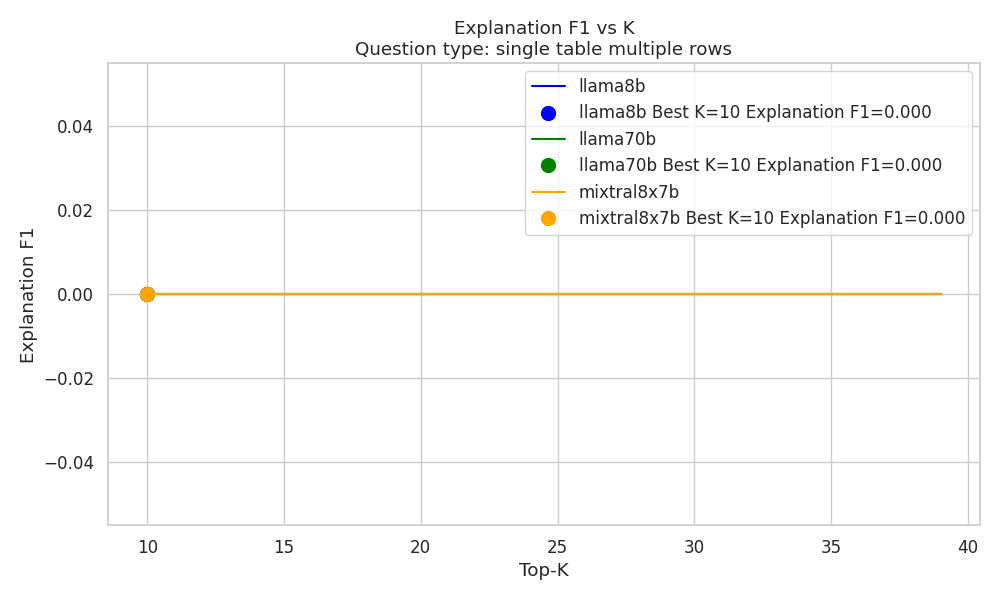 Explanation F1 vs K
Question type: single table multiple rows
llama8b
llama8b Best K=10 Explanation F1=0.000
llama70b
llama70b Best K=10 Explanation F1=0.000
mixtral8x7b
mixtral8x7b Best K=10 Explanation F1=0.000
Explanation F1
0.04
0.02
0.00
−0.02
−0.04
10
15
20
25
30
35
40
Top-K